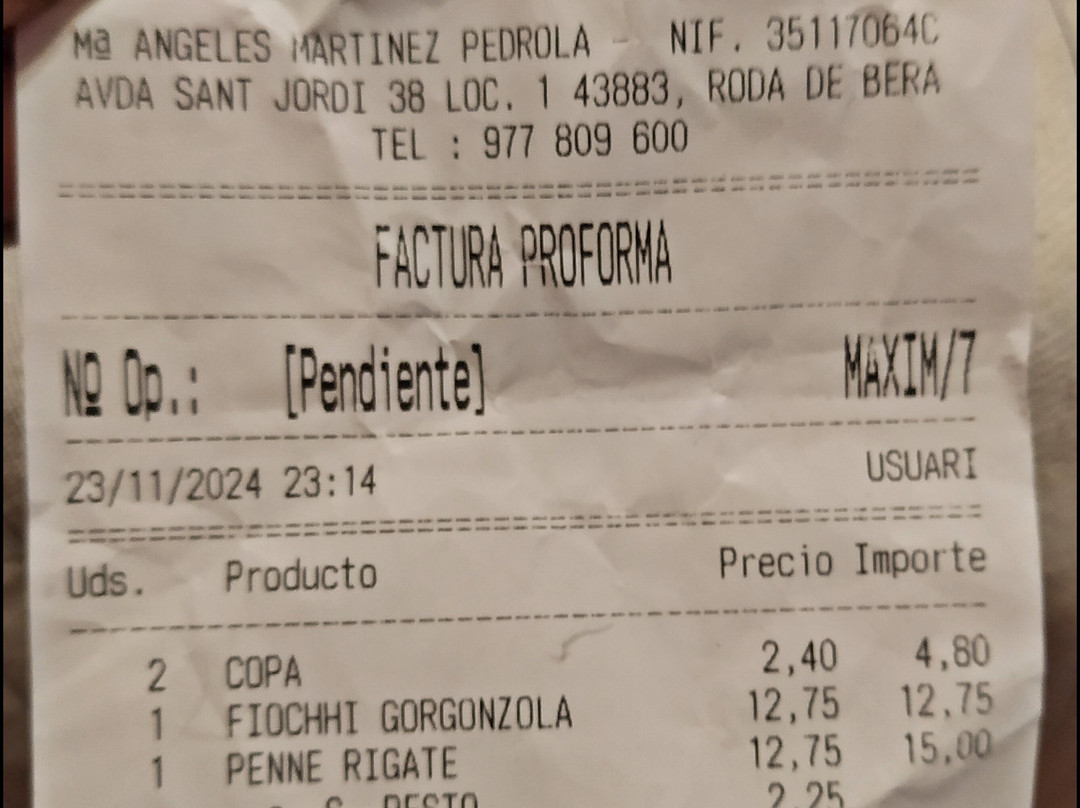 Mª ANGELES MARTINEZ PEDROLA - NIF. 35117064C
AVDA SANT JORDI 38 LOC. 1 43883, RODA DE BERA
TEL : 977 809 600
FACTURA PROFORMA
Nº Op.: [Pendiente] MAXIM/7
23/11/2024 23:14 USUARI
Uds. Producto Precio Importe
2 COPA 2,40 4,80
1 FIOCHHI GORGONZOLA 12,75 12,75
1 PENNE RIGATE 12,75 15,00
PESTO 2,25